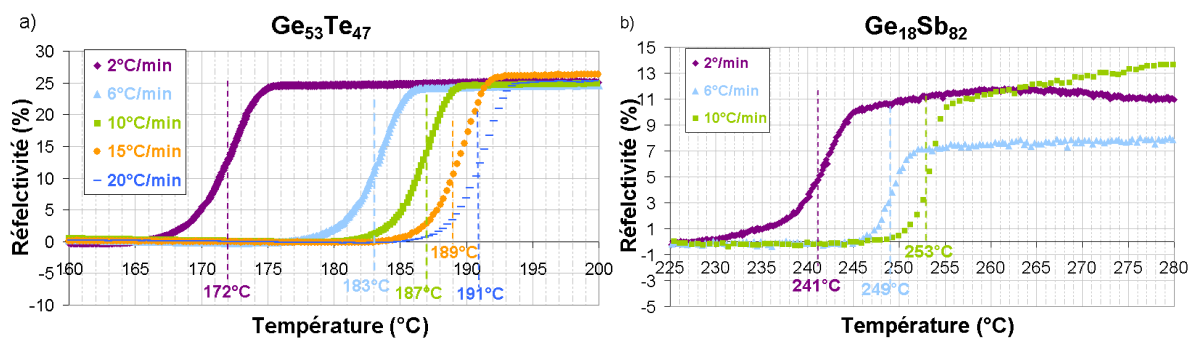 a)
Ge53Te47
Réfelctivité (%)
30
25
20
15
10
5
0
-5
-10
2°C/min
6°C/min
10°C/min
15°C/min
20°C/min
160
165
170
175
180
185
190
195
200
172°C
183°C
187°C
189°C
191°C
Température (°C)
b)
Ge18Sb82
Réfelctivité (%)
15
13
11
9
7
5
3
1
-1
-3
-5
2°/min
6°C/min
10°C/min
225
230
235
240
245
250
255
260
265
270
275
280
241°C
249°C
253°C
Température (°C)